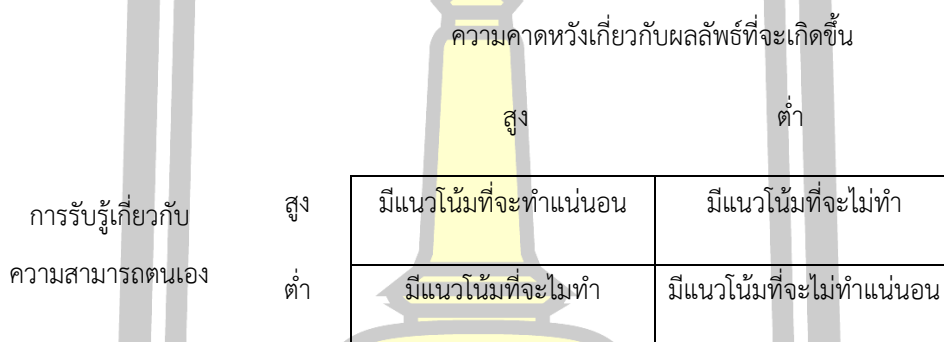 ความคาดหวังเกี่ยวกับผลลัพธ์ที่จะเกิดขึ้น
สูง ต่ำ
การรับรู้เกี่ยวกับ
ความสามารถตนเอง
สูง มีแนวโน้มที่จะทำแน่นอน มีแนวโน้มที่จะไม่ทำ
ต่ำ มีแนวโน้มที่จะไมทำ มีแนวโน้มที่จะไม่ทำแน่นอน